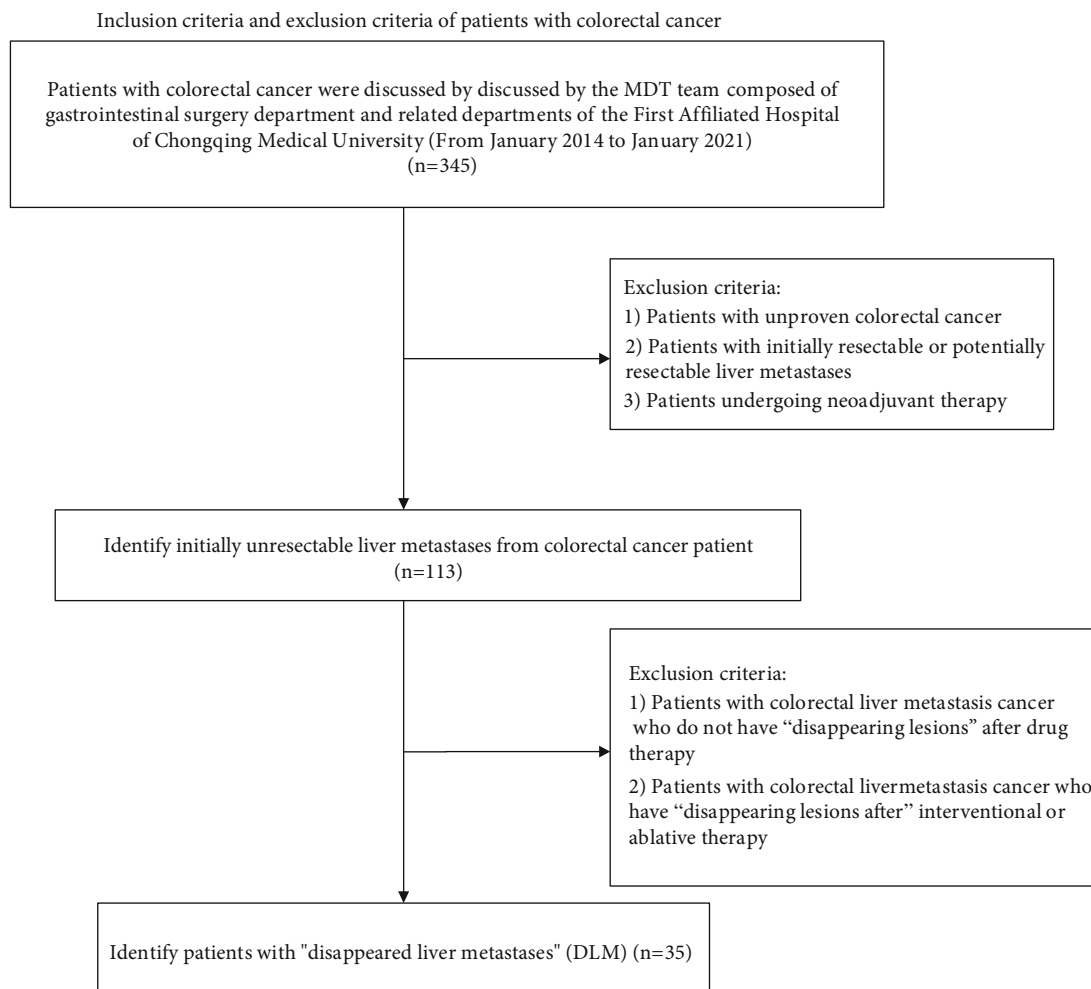 Inclusion criteria and exclusion criteria of patients with colorectal cancer
Patients with colorectal cancer were discussed by discussed by the MDT team composed of
gastrointestinal surgery department and related departments of the First Affiliated Hospital
of Chongqing Medical University (From January 2014 to January 2021)
(n=345)
Exclusion criteria:
1) Patients with unproven colorectal cancer
2) Patients with initially resectable or potentially
resectable liver metastases
3) Patients undergoing neoadjuvant therapy
Identify initially unresectable liver metastases from colorectal cancer patient
(n=113)
Exclusion criteria:
1) Patients with colorectal liver metastasis cancer
who do not have “disappearing lesions” after drug
therapy
2) Patients with colorectal livermetastasis cancer who
have “disappearing lesions after” interventional or
ablative therapy
Identify patients with "disappeared liver metastases" (DLM) (n=35)